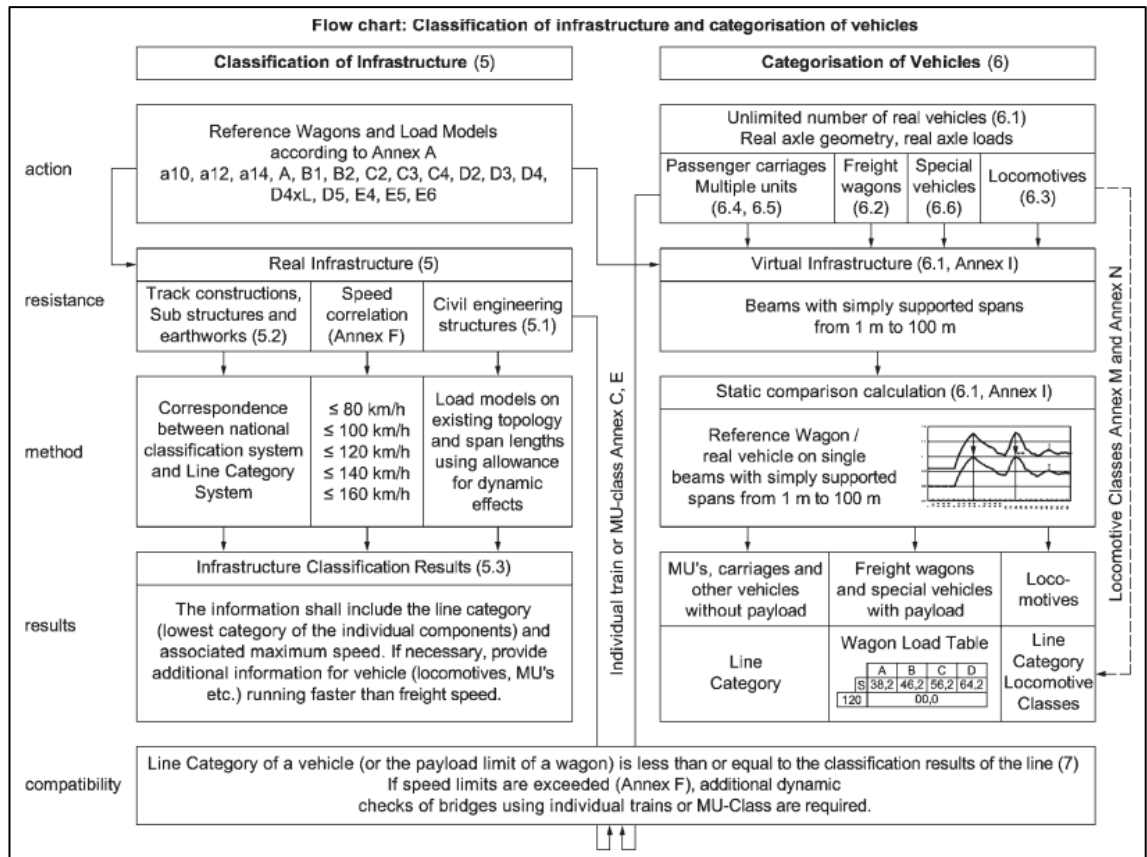 Flow chart: Classification of infrastructure and categorisation of vehicles
Classification of Infrastructure (5)
Categorisation of Vehicles (6)
action
Reference Wagons and Load Models
according to Annex A
a10, a12, a14, A, B1, B2, C2, C3, C4, D2, D3, D4,
D4xL, D5, E4, E5, E6
Unlimited number of real vehicles (6.1)
Real axle geometry, real axle loads
Passenger carriages
Multiple units
(6.4, 6.5)
Freight
wagons
(6.2)
Special
vehicles
(6.6)
Locomotives
(6.3)
resistance
Real Infrastructure (5)
Track constructions,
Sub structures and
earthworks (5.2)
Speed
correlation
(Annex F)
Civil engineering
structures (5.1)
Virtual Infrastructure (6.1, Annex I)
Beams with simply supported spans
from 1 m to 100 m
method
Correspondence
between national
classification system
and Line Category
System
≤ 80 km/h
≤ 100 km/h
≤ 120 km/h
≤ 140 km/h
≤ 160 km/h
Load models on
existing topology
and span lengths
using allowance
for dynamic
effects
Static comparison calculation (6.1, Annex I)
Reference Wagon /
real vehicle on single
beams with simply supported
spans from 1 m to 100 m
results
Infrastructure Classification Results (5.3)
The information shall include the line category
(lowest category of the individual components) and
associated maximum speed. If necessary, provide
additional information for vehicle (locomotives, MU's
etc.) running faster than freight speed.
MU's, carriages and
other vehicles
without payload
Freight wagons
and special vehicles
with payload
Loco-
motives
Line
Category
Wagon Load Table
A B C D
S 38,2 46,2 56,2 64,2
120 00,0
Line
Category
Locomotive
Classes
Individual train or MU-class Annex C, E
Locomotive Classes Annex M and Annex N
compatibility
Line Category of a vehicle (or the payload limit of a wagon) is less than or equal to the classification results of the line (7)
If speed limits are exceeded (Annex F), additional dynamic
checks of bridges using individual trains or MU-Class are required.